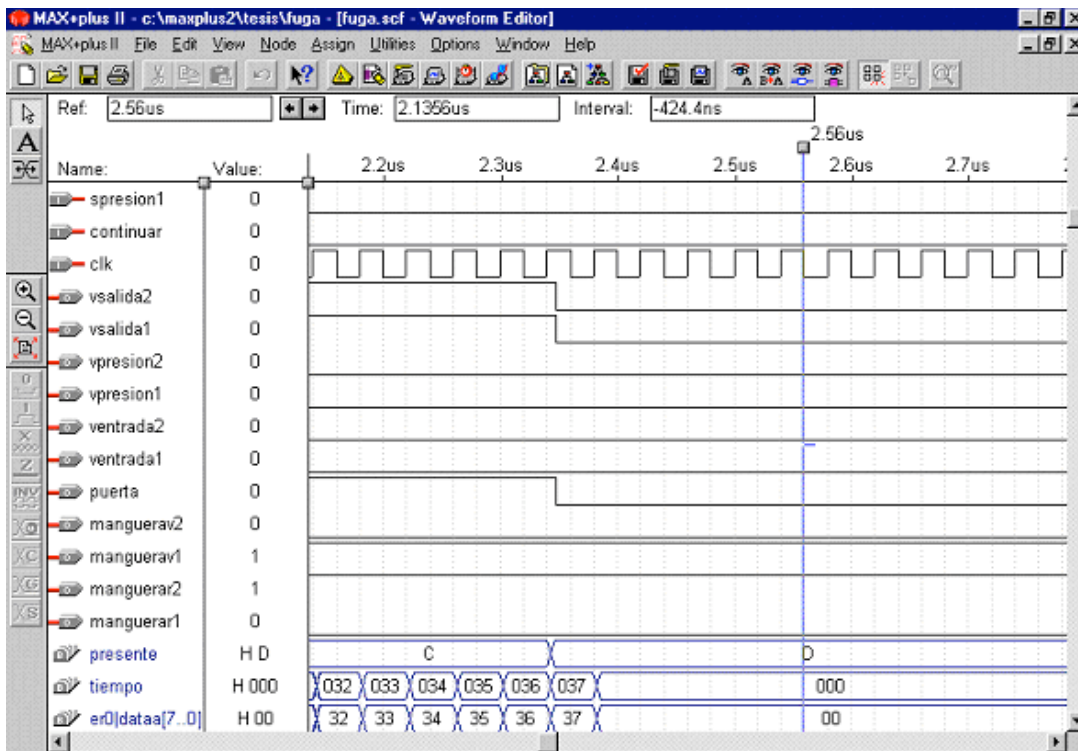 MAX+plus II - c:\maxplus2\tesis\fuga - [fuga.scf - Waveform Editor]
MAX+plus II File Edit View Node Assign Utilities Options Window Help
Ref: 2.56us Time: 2.1356us Interval: -424.4ns
2.56us
Name: Value: 2.2us 2.3us 2.4us 2.5us 2.6us 2.7us
spresion1 0
continuar 0
clk 0
vsalida2 0
vsalida1 0
vpresion2 0
vpresion1 0
ventrada2 0
ventrada1 0
puerta 0
manguerav2 0
manguerav1 1
manguerar2 1
manguerar1 0
presente H D C D
tiempo H 000 032 033 034 035 036 037 000
er0|dataa[7..0] H 00 32 33 34 35 36 37 00